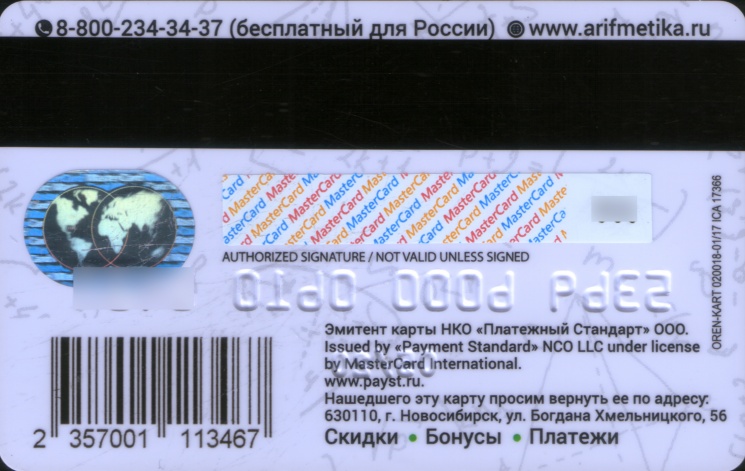 8-800-234-34-37 (бесплатный для России) www.arifmetika.ru
AUTHORIZED SIGNATURE / NOT VALID UNLESS SIGNED
OREN-KART 020018-01/17 ICA 17366
Эмитент карты НКО «Платежный Стандарт» ООО.
Issued by «Payment Standard» NCO LLC under license
by MasterCard International.
www.payst.ru
Нашедшего эту карту просим вернуть ее по адресу:
630110, г. Новосибирск, ул. Богдана Хмельницкого, 56
Скидки • Бонусы • Платежи
2 357001 113467